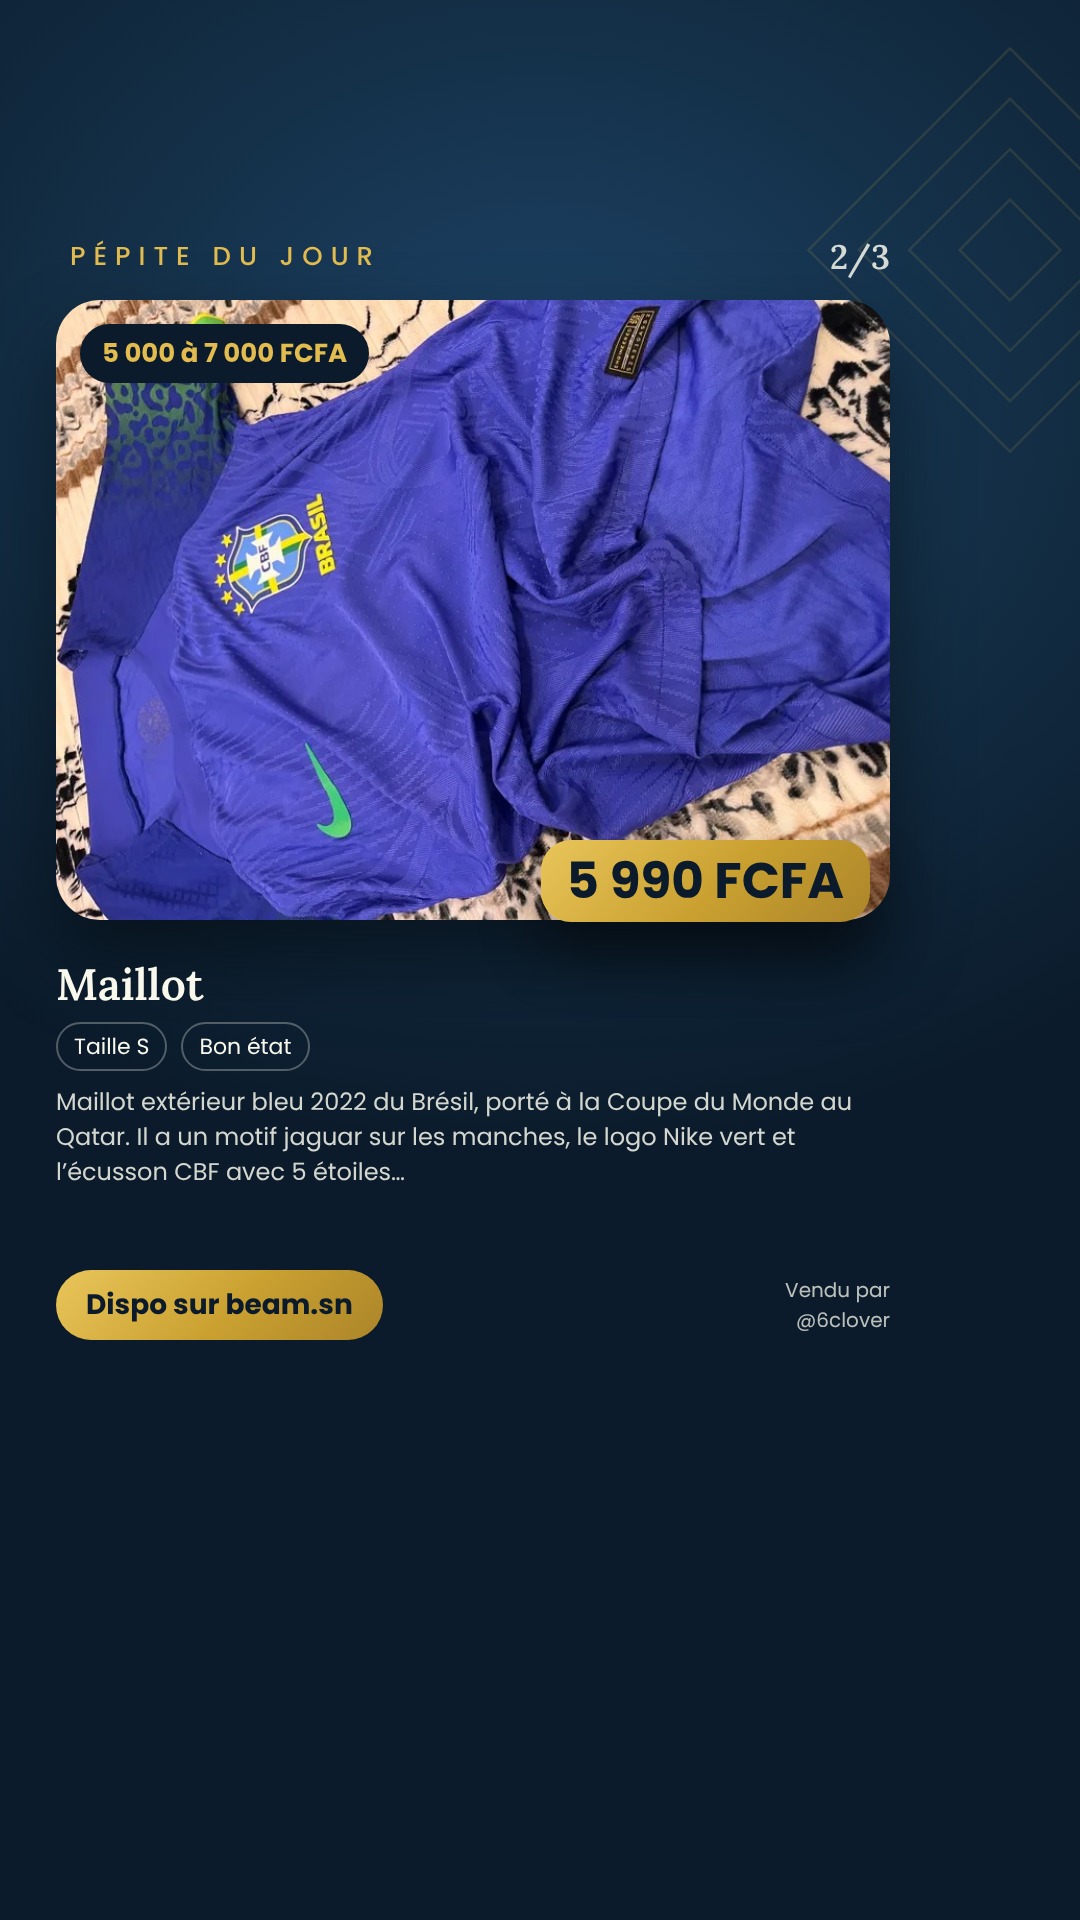 PÉPITE DU JOUR
2/3
5 000 à 7 000 FCFA
BRASIL
CBF
5 990 FCFA
Maillot
Taille S
Bon état
Maillot extérieur bleu 2022 du Brésil, porté à la Coupe du Monde au
Qatar. Il a un motif jaguar sur les manches, le logo Nike vert et
l’écusson CBF avec 5 étoiles…
Dispo sur beam.sn
Vendu par
@6clover